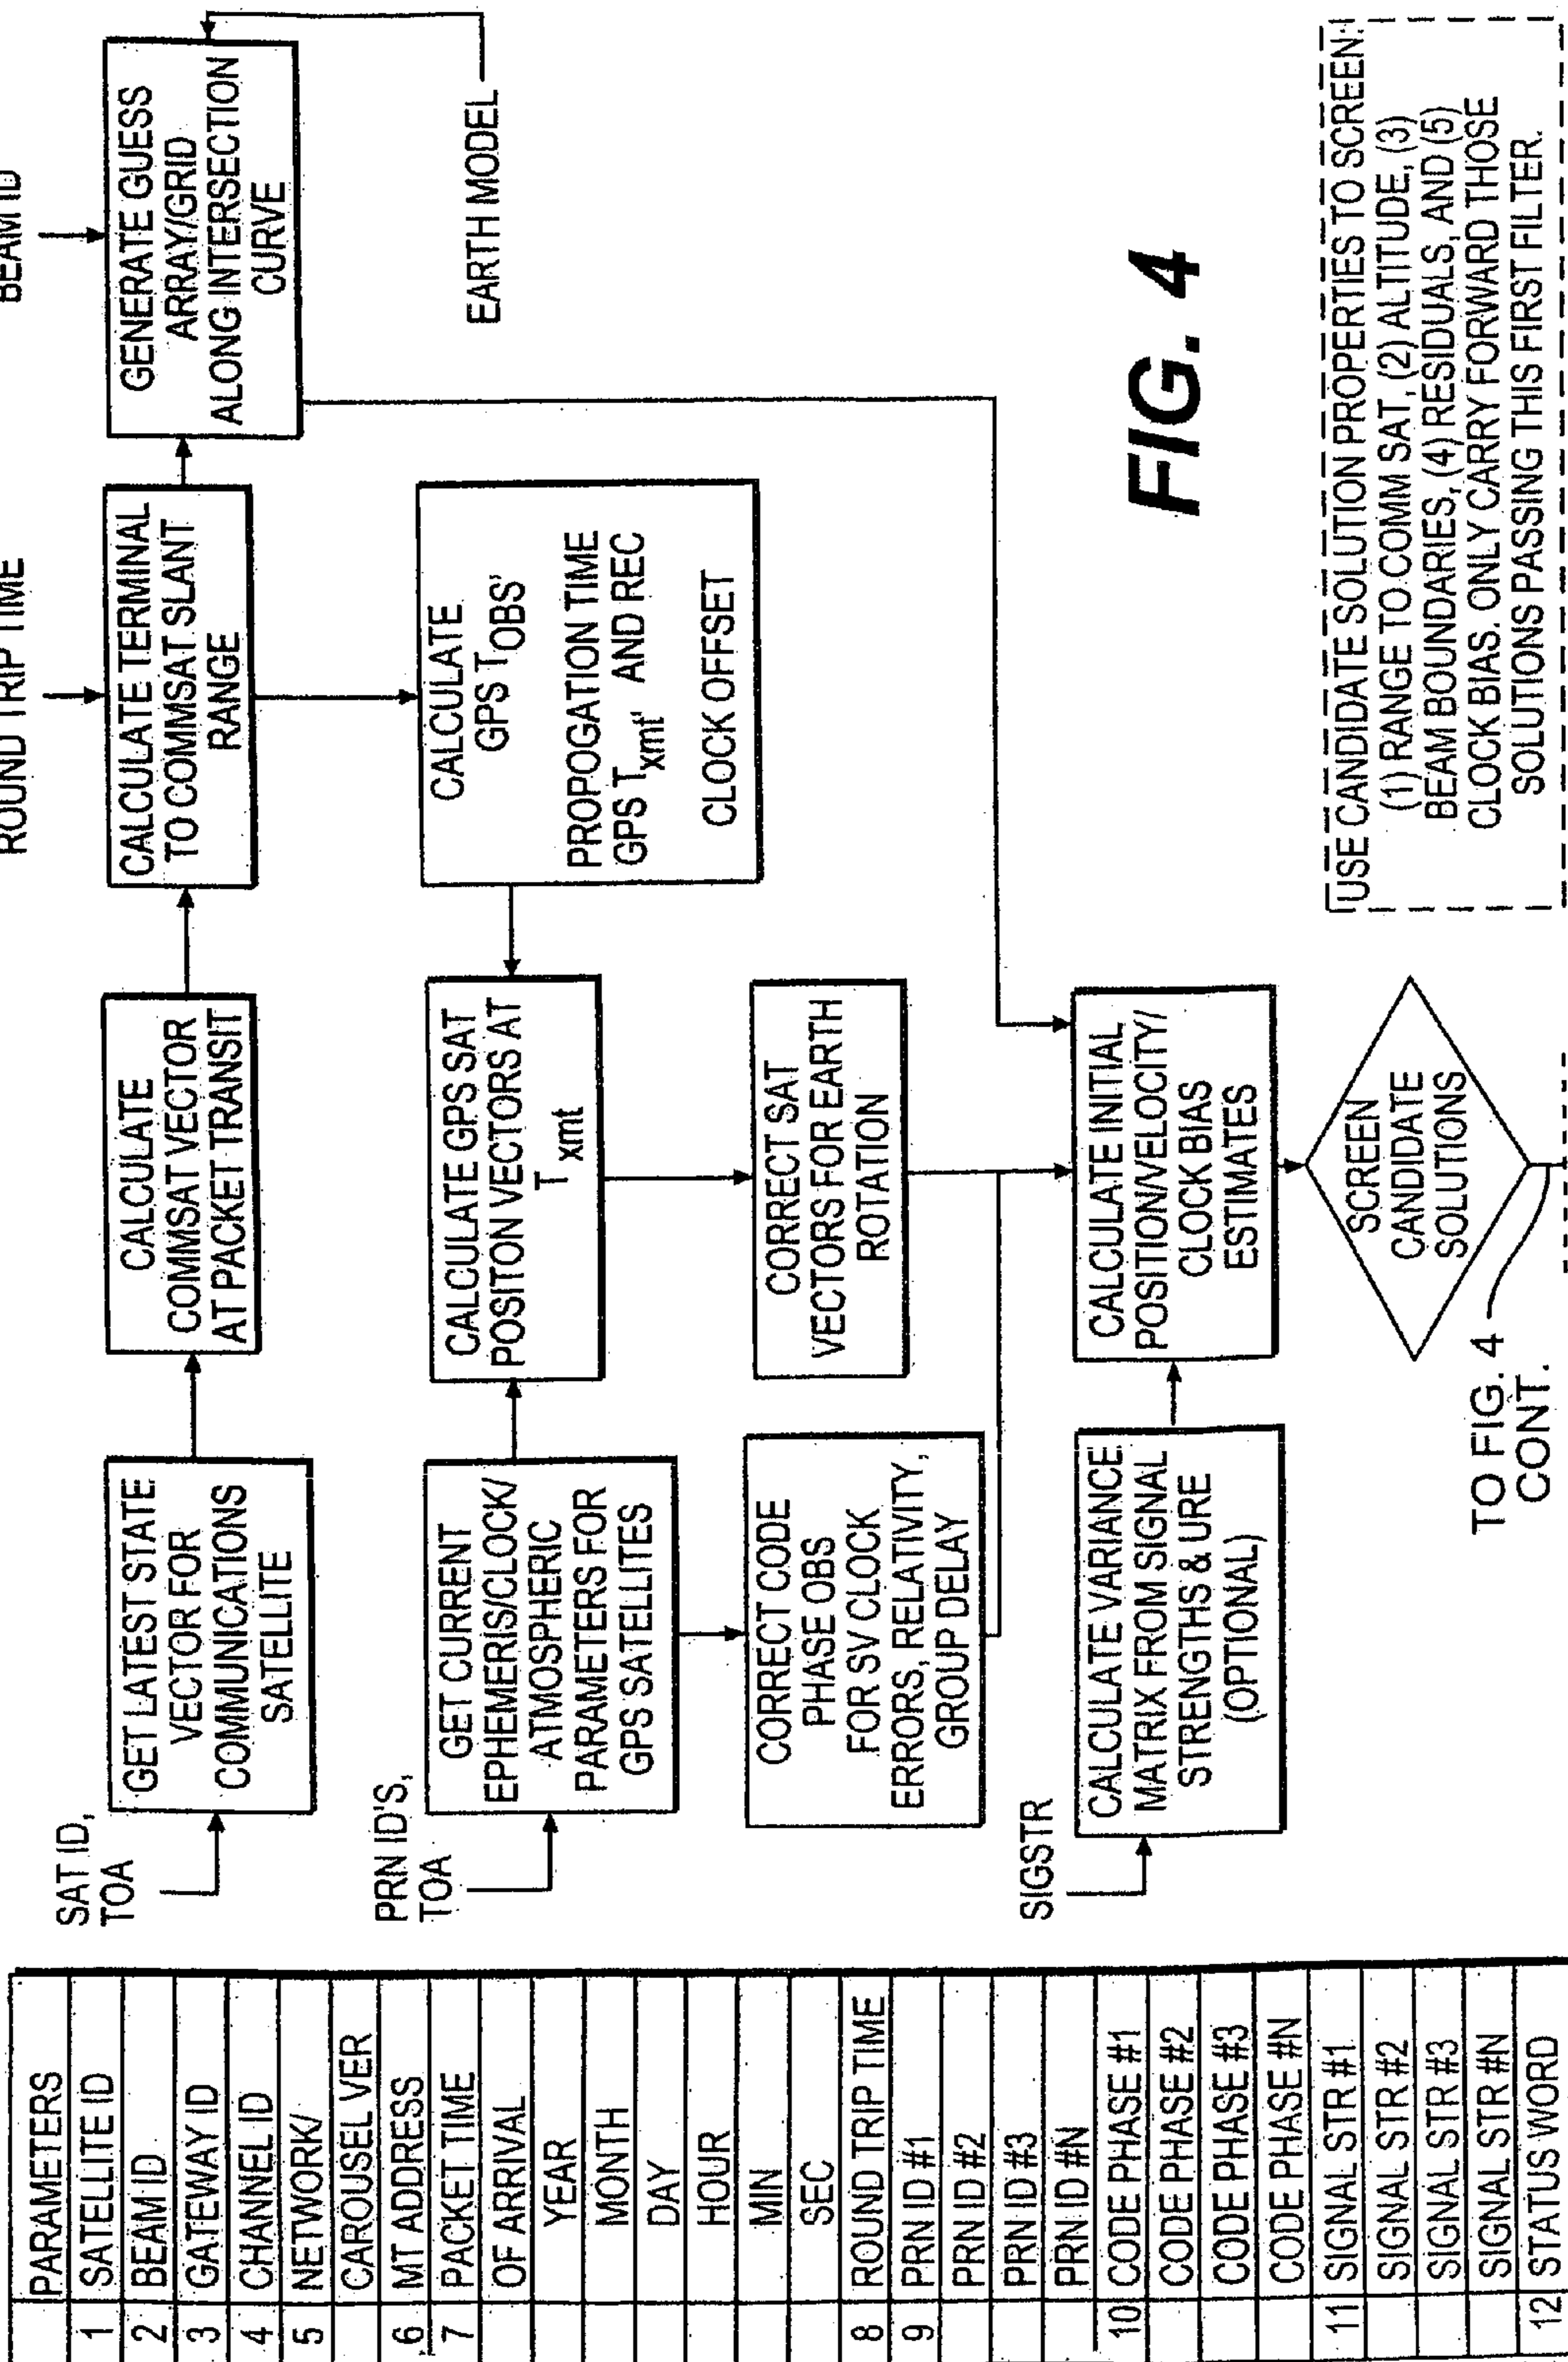 PARAMETERS
1 SATELLITE ID
2 BEAM ID
3 GATEWAY ID
4 CHANNEL ID
5 NETWORK/
CAROUSEL VER
6 MT ADDRESS
7 PACKET TIME
OF ARRIVAL
YEAR
MONTH
DAY
HOUR
MIN
SEC
8 ROUND TRIP TIME
9 PRN ID #1
PRN ID #2
PRN ID #3
PRN ID #N
10 CODE PHASE #1
CODE PHASE #2
CODE PHASE #3
CODE PHASE #N
11 SIGNAL STR #1
SIGNAL STR #2
SIGNAL STR #3
SIGNAL STR #N
12 STATUS WORD
SAT ID,
TOA
GET LATEST STATE
VECTOR FOR
COMMUNICATIONS
SATELLITE
CALCULATE
COMMSAT VECTOR
AT PACKET TRANSIT
ROUND TRIP TIME
CALCULATE TERMINAL
TO COMMSAT SLANT
RANGE
BEAM ID
GENERATE GUESS
ARRAY/GRID
ALONG INTERSECTION
CURVE
EARTH MODEL
PRN ID'S,
TOA
GET CURRENT
EPHEMERIS/CLOCK/
ATMOSPHERIC
PARAMETERS FOR
GPS SATELLITES
CALCULATE GPS SAT
POSITON VECTORS AT
T xmt
CALCULATE
GPS TOBS'
PROPOGATION TIME
GPS Txmt' AND REC
CLOCK OFFSET
CORRECT CODE
PHASE OBS
FOR SV CLOCK
ERRORS, RELATIVITY,
GROUP DELAY
CORRECT SAT
VECTORS FOR EARTH
ROTATION
SIGSTR
CALCULATE VARIANCE
MATRIX FROM SIGNAL
STRENGTHS & URE
(OPTIONAL)
CALCULATE INITIAL
POSITION/VELOCITY/
CLOCK BIAS
ESTIMATES
SCREEN
CANDIDATE
SOLUTIONS
TO FIG. 4
CONT.
FIG. 4
USE CANDIDATE SOLUTION PROPERTIES TO SCREEN:
(1) RANGE TO COMM SAT, (2) ALTITUDE, (3)
BEAM BOUNDARIES, (4) RESIDUALS, AND (5)
CLOCK BIAS. ONLY CARRY FORWARD THOSE
SOLUTIONS PASSING THIS FIRST FILTER.